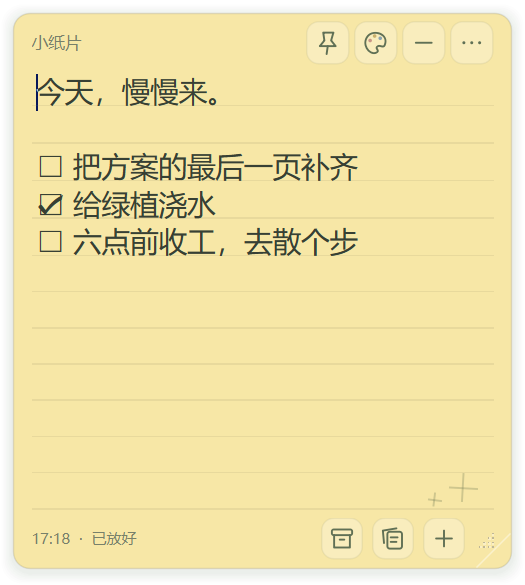 小纸片
今天，慢慢来。
☐ 把方案的最后一页补齐
☑ 给绿植浇水
☐ 六点前收工，去散个步
17:18 · 已放好